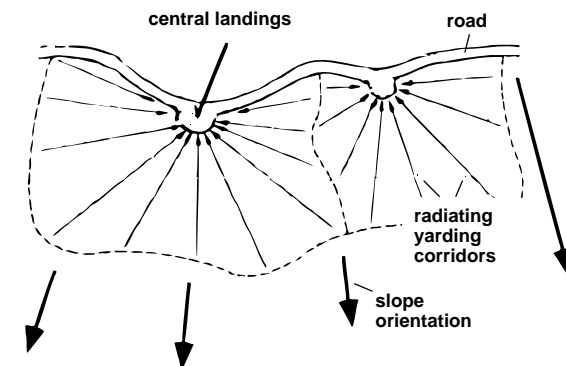 central landings
road
radiating
yarding
corridors
slope
orientation